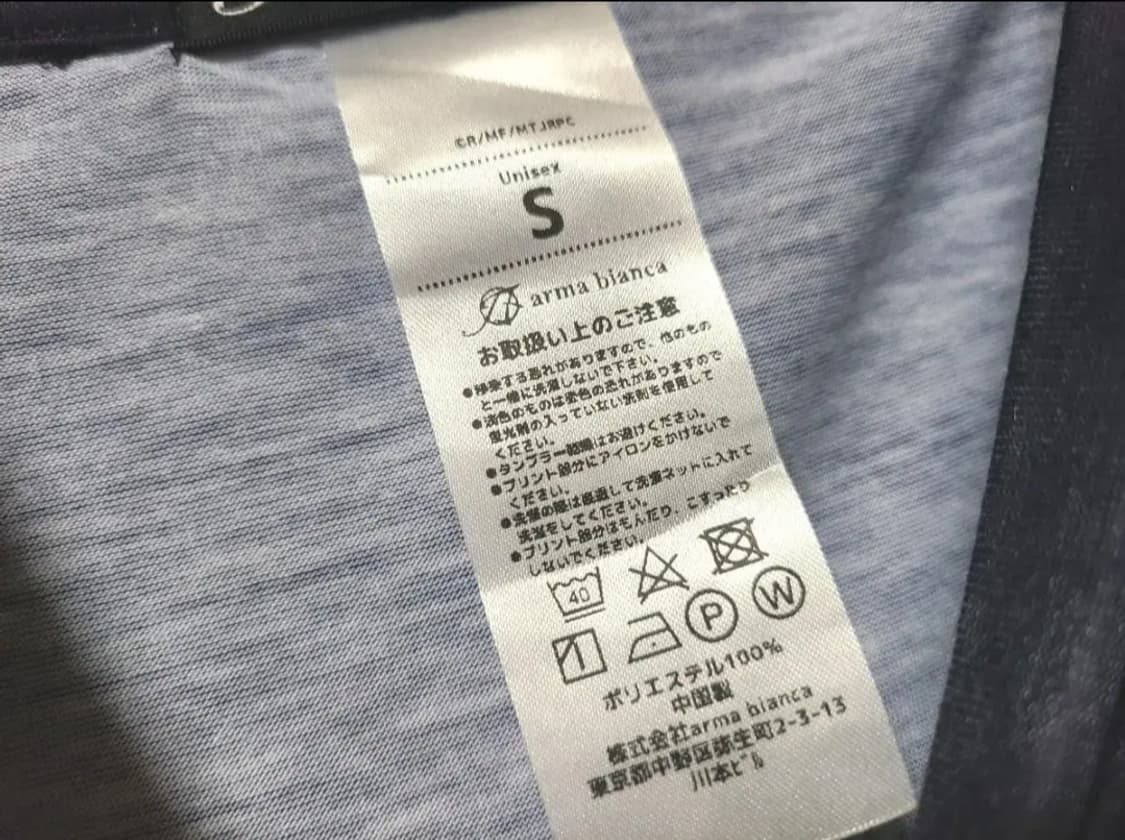 ©R/MF/MTJRPC
Unisex
S
arma bianca
お取扱い上のご注意
●移染する恐れがありますので、他のもの
と一緒に洗濯しないで下さい。
●淡色のものは変色の恐れがありますので
蛍光剤の入っていない洗剤を使用して
ください。
●タンブラー乾燥はお避けください。
●プリント部分にアイロンをかけないで
ください。
●洗濯の際は裏返して洗濯ネットに入れて
洗濯をしてください。
●プリント部分はもんだり、こすったり
しないでください。
40
P W
ポリエステル100%
中国製
株式会社arma bianca
東京都中野区弥生町2-3-13
川本ビル